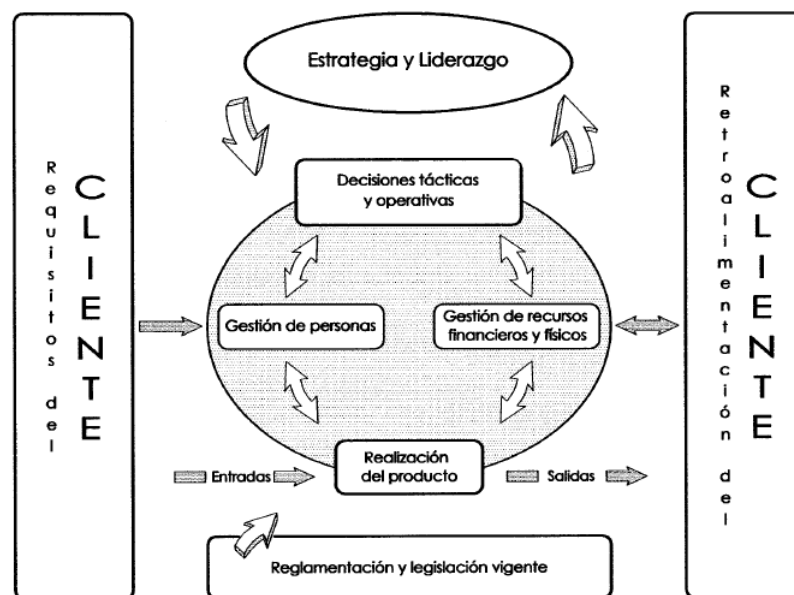 Requisitos del
CLIENTE
Estrategia y Liderazgo
Decisiones tácticas
y operativas
Gestión de personas
Gestión de recursos
financieros y físicos
Realización
del producto
Entradas
Salidas
Reglamentación y legislación vigente
Retroalimentación del
CLIENTE